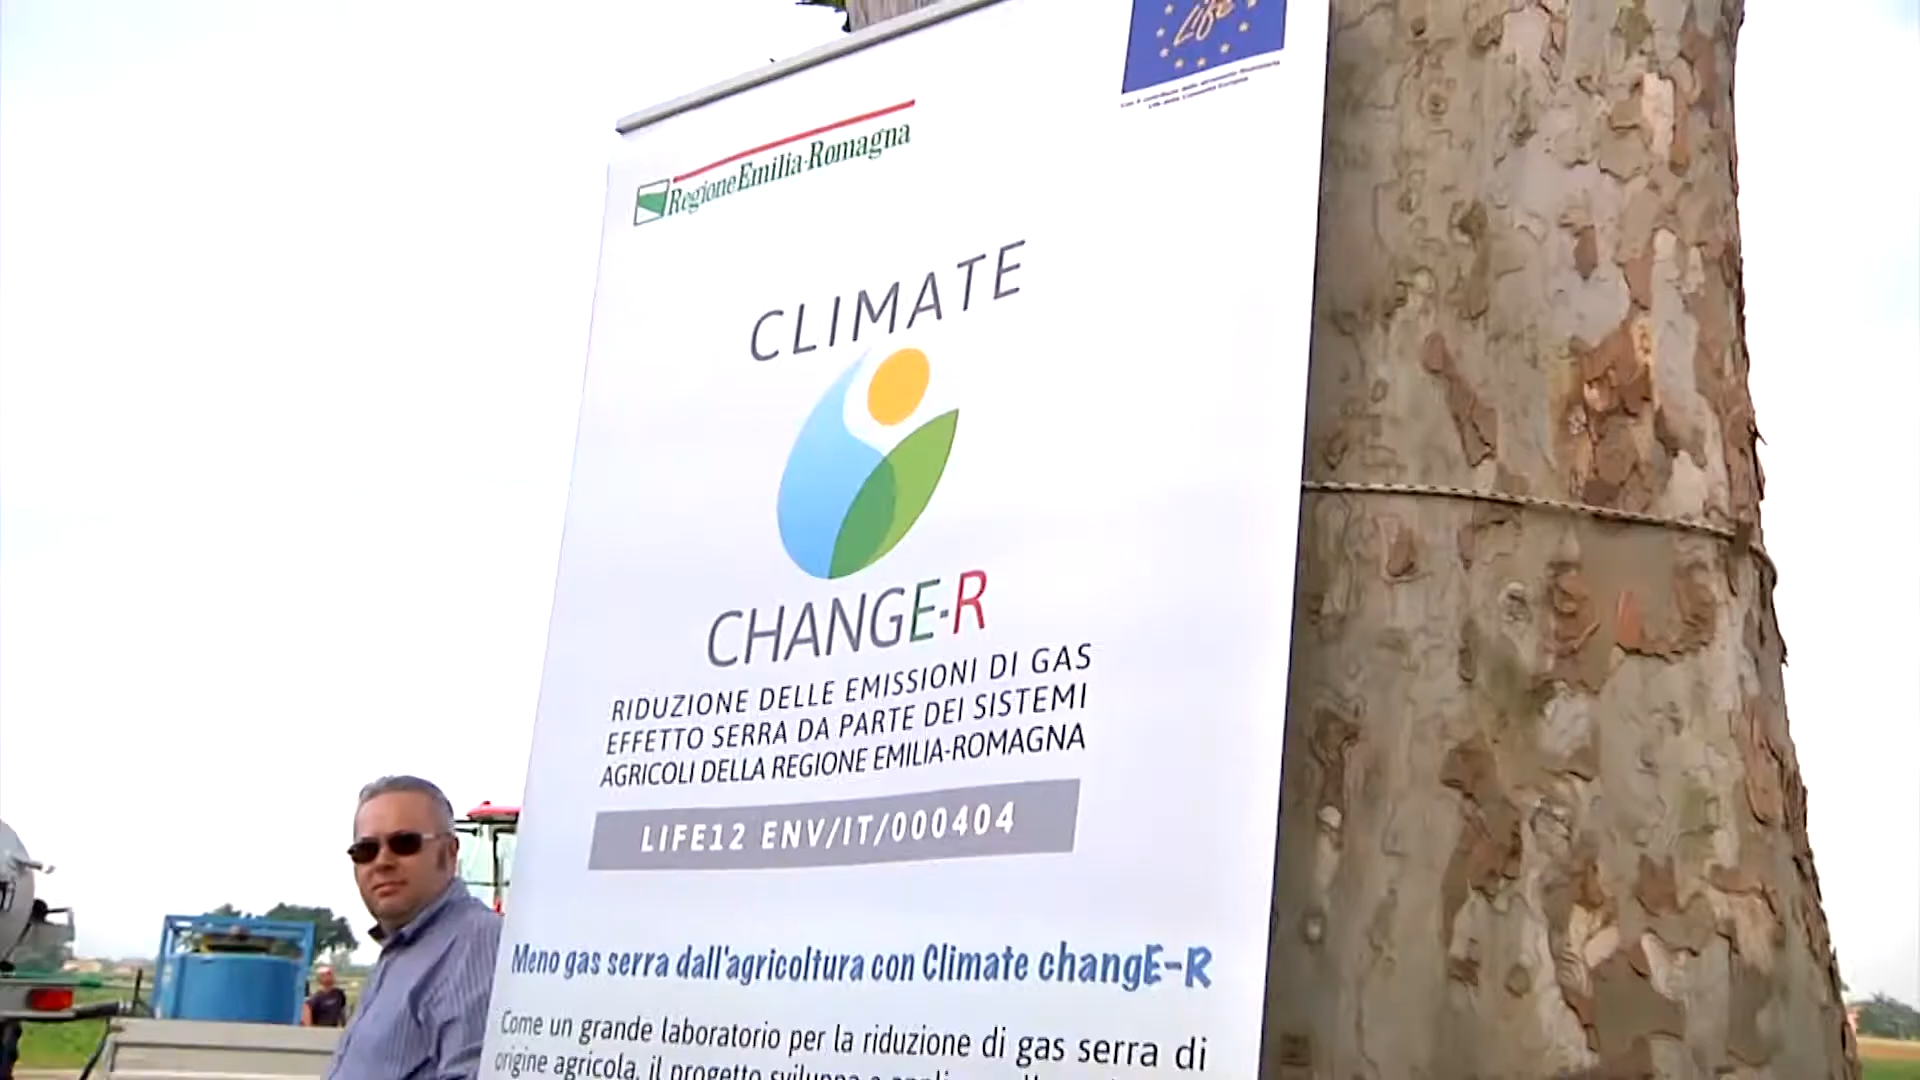 Life
RegioneEmilia-Romagna
CLIMATE
CHANGE-R
RIDUZIONE DELLE EMISSIONI DI GAS
EFFETTO SERRA DA PARTE DEI SISTEMI
AGRICOLI DELLA REGIONE EMILIA-ROMAGNA
LIFE12 ENV/IT/000404
Meno gas serra dall'agricoltura con Climate changE-R
Come un grande laboratorio per la riduzione di gas serra di
origine agricola, il progetto sviluppa e